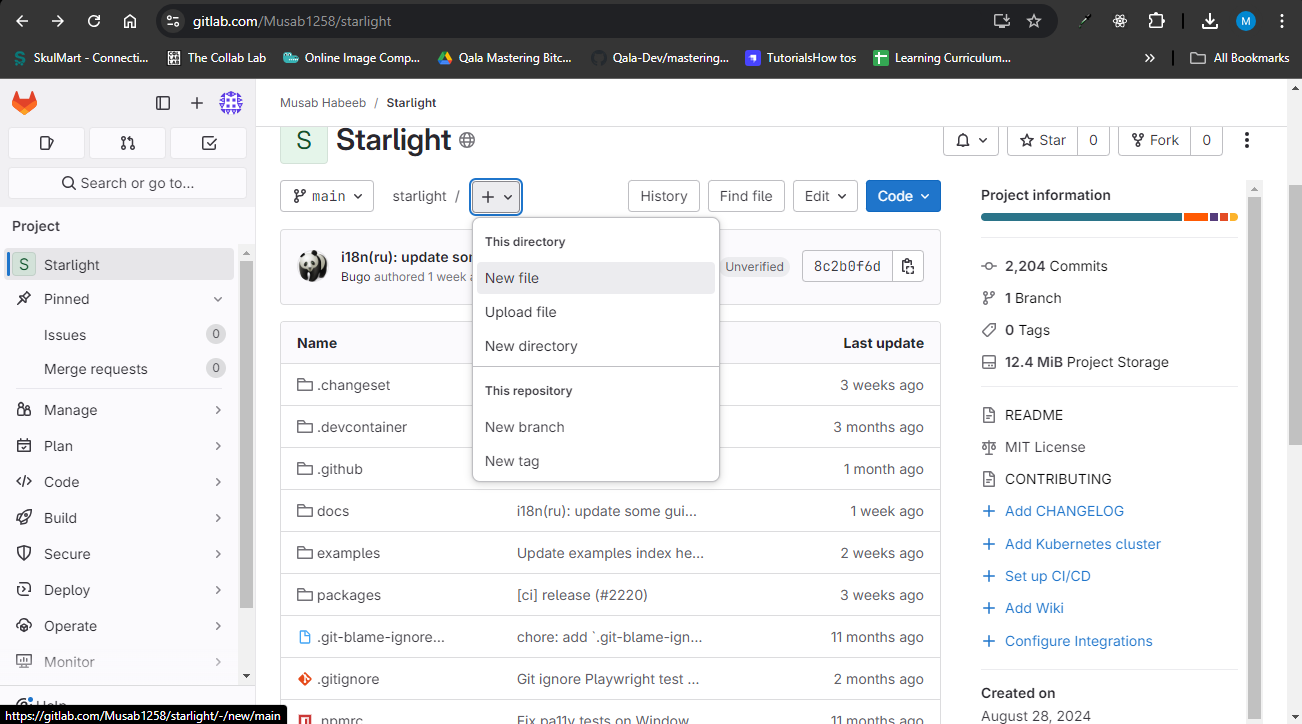 gitlab.com/Musab1258/starlight
M
SkulMart - Connecti...
The Collab Lab
Online Image Comp...
Qala Mastering Bitc...
Qala-Dev/mastering...
TutorialsHow tos
Learning Curriculum...
All Bookmarks
Search or go to...
Project
S Starlight
Pinned
Issues 0
Merge requests 0
Manage
Plan
Code
Build
Secure
Deploy
Operate
Monitor
Help
https://gitlab.com/Musab1258/starlight/-/new/main
Musab Habeeb / Starlight
S Starlight
Star 0
Fork 0
main
starlight /
History
Find file
Edit
Code
i18n(ru): update so
Bugo authored 1 week
Unverified
8c2b0f6d
This directory
New file
Upload file
New directory
This repository
New branch
New tag
Name Last update
.changeset 3 weeks ago
.devcontainer 3 months ago
.github 1 month ago
docs i18n(ru): update some gui... 1 week ago
examples Update examples index he... 2 weeks ago
packages [ci] release (#2220) 3 weeks ago
.git-blame-ignore... chore: add `.git-blame-ign... 11 months ago
.gitignore Git ignore Playwright test ... 2 months ago
.npmrc Fix pa11y tests on Window... 11 months ago
Project information
2,204 Commits
1 Branch
0 Tags
12.4 MiB Project Storage
README
MIT License
CONTRIBUTING
Add CHANGELOG
Add Kubernetes cluster
Set up CI/CD
Add Wiki
Configure Integrations
Created on
August 28, 2024